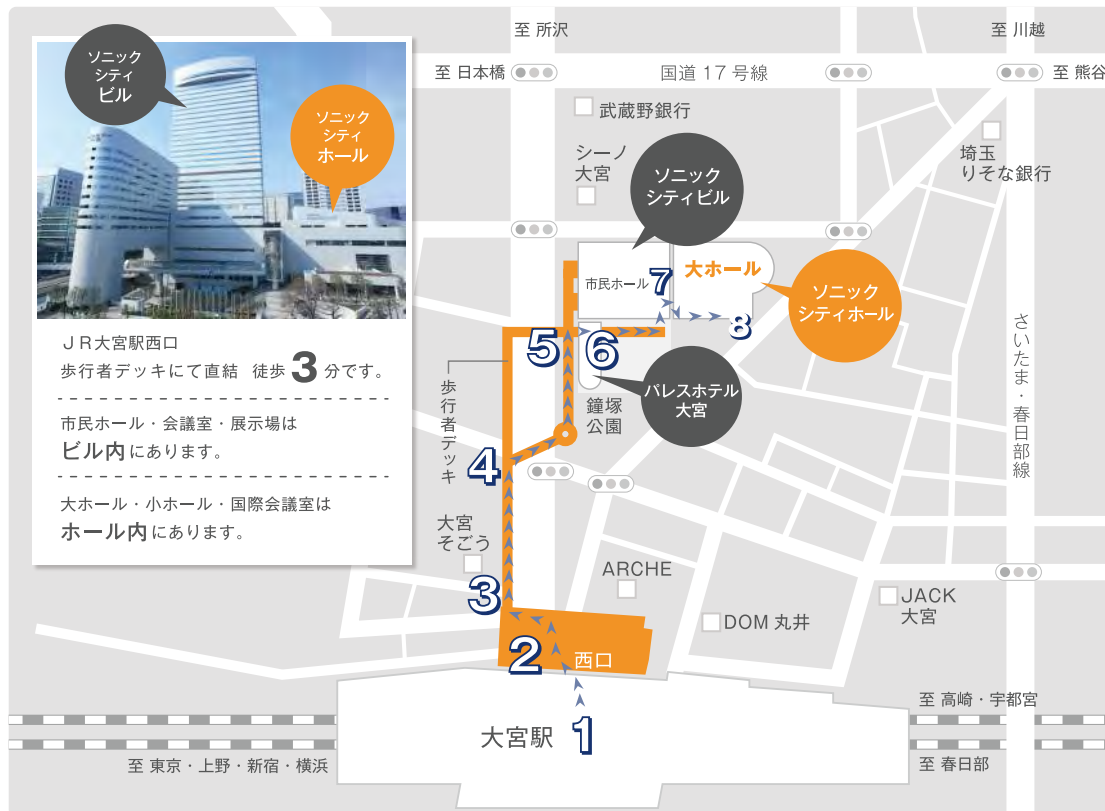 ソニック
シティ
ビル
ソニック
シティ
ホール
JR大宮駅西口
歩行者デッキにて直結 徒歩3分です。
市民ホール・会議室・展示場は
ビル内にあります。
大ホール・小ホール・国際会議室は
ホール内にあります。
至 所沢
至 川越
至 日本橋
国道17号線
至 熊谷
武蔵野銀行
シーノ
大宮
ソニック
シティビル
埼玉
りそな銀行
市民ホール
7
大ホール
8
ソニック
シティホール
5
6
パレスホテル
大宮
鐘塚
公園
歩行者デッキ
さいたま・春日部線
4
大宮
そごう
3
ARCHE
JACK
大宮
DOM 丸井
2
西口
大宮駅
1
至 高崎・宇都宮
至 東京・上野・新宿・横浜
至 春日部